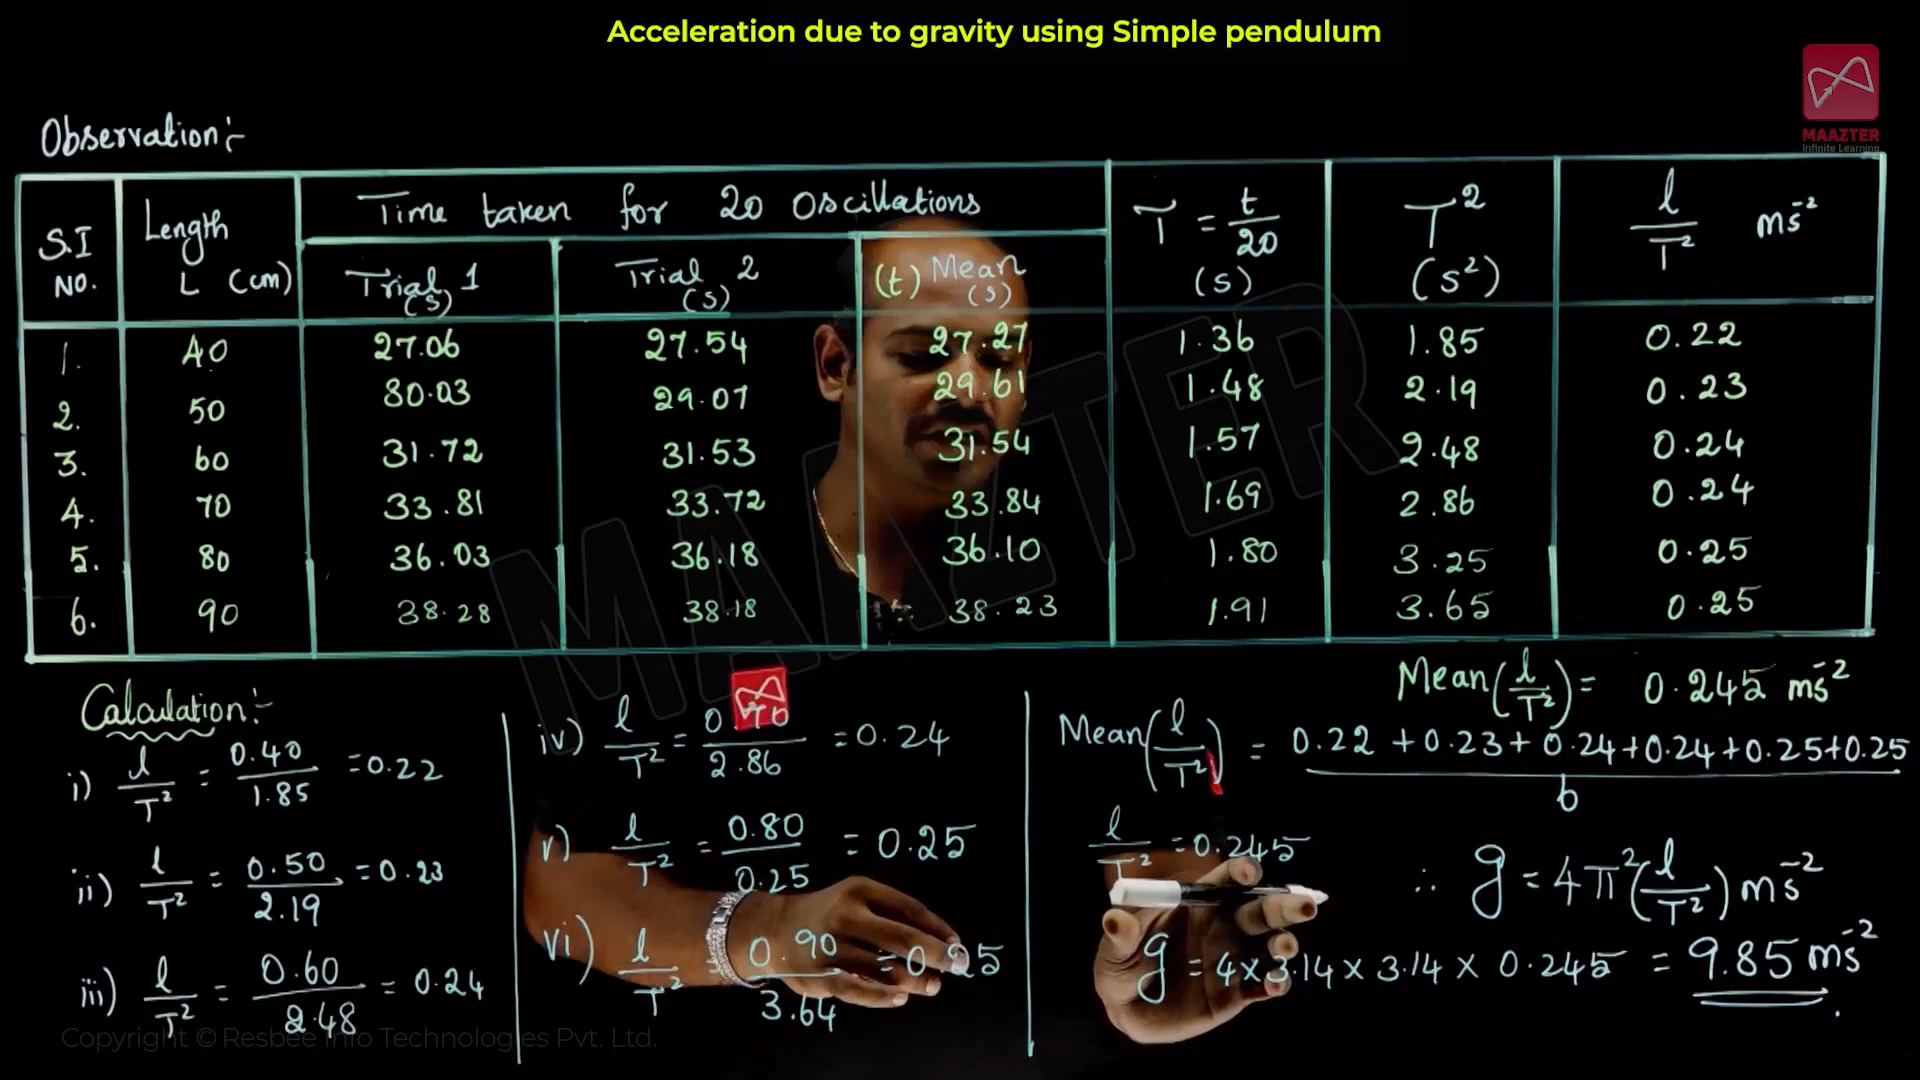 Acceleration due to gravity using Simple pendulum
MAAZTER
Infinite Learning
Observation:-
S.I NO. | Length L (cm) | Time taken for 20 Oscillations | T = t/20 (s) | T² (s²) | l/T² ms⁻²
Trial 1 (s) | Trial 2 (s) | (t) Mean (s)
1. 40 27.06 27.54 27.27 1.36 1.85 0.22
2. 50 80.03 29.07 29.61 1.48 2.19 0.23
3. 60 31.72 31.53 31.54 1.57 2.48 0.24
4. 70 33.81 33.72 33.84 1.69 2.86 0.24
5. 80 36.03 36.18 36.10 1.80 3.25 0.25
6. 90 38.28 38.18 38.23 1.91 3.65 0.25
MAAZTER
Mean (l/T²) = 0.245 ms⁻²
Calculation:-
i) l/T² = 0.40/1.85 = 0.22
ii) l/T² = 0.50/2.19 = 0.23
iii) l/T² = 0.60/2.48 = 0.24
iv) l/T² = 0 70/2.86 = 0.24
v) l/T² = 0.80/0.25 = 0.25
vi) l/T² = 0.90/3.64 = 0.25
Mean (l/T²) = 0.22 + 0.23 + 0.24 + 0.24 + 0.25 + 0.25 / 6
l/T² = 0.245
∴ g = 4π² (l/T²) ms⁻²
g = 4 × 3.14 × 3.14 × 0.245 = 9.85 ms⁻².
Copyright © Resbee Info Technologies Pvt. Ltd.